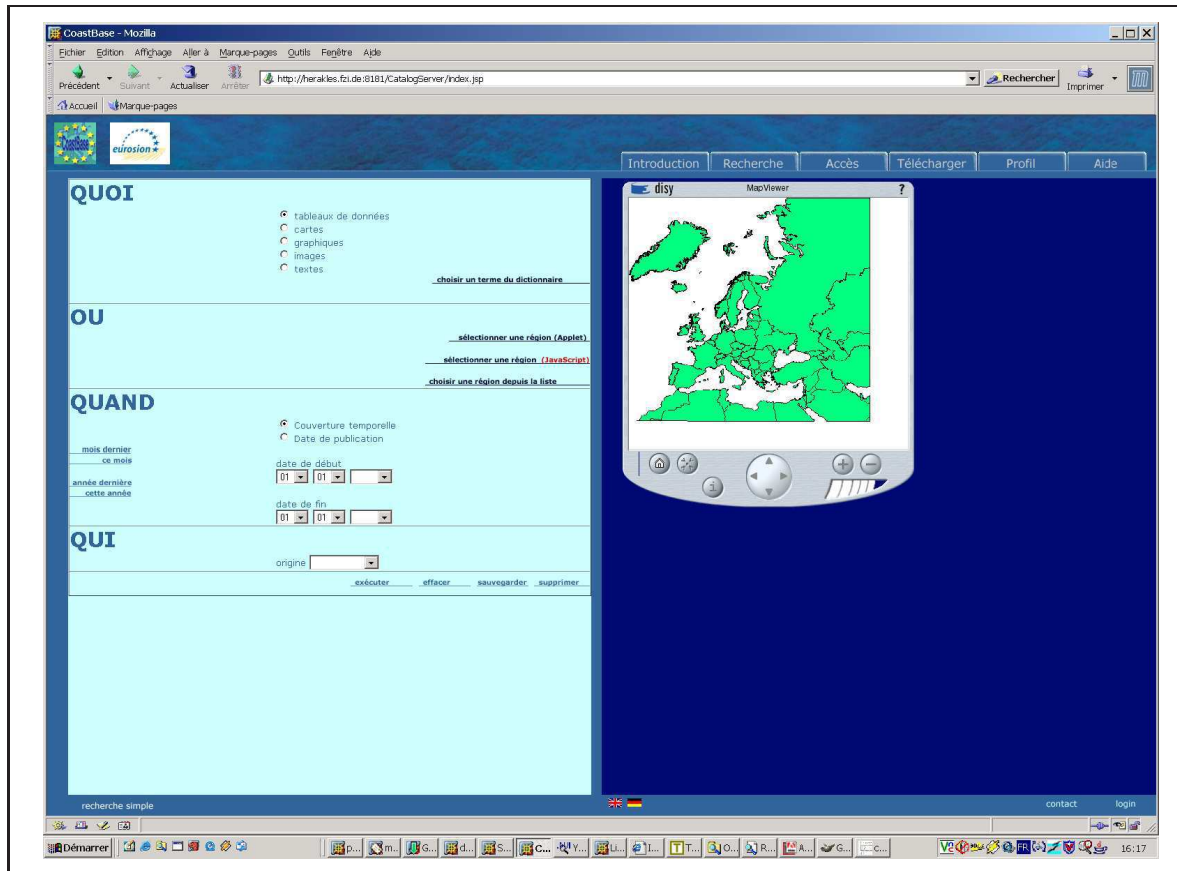 CoastBase - Mozilla
Fichier Edition Affichage Aller à Marque-pages Outils Fenêtre Aide
Précédent Suivant Actualiser Arrêter http://herakles.fzi.de:8181/CatalogServer/index.jsp Rechercher Imprimer
Accueil Marque-pages
CoastBase eurosion
Introduction Recherche Accès Télécharger Profil Aide
QUOI
tableaux de données
cartes
graphiques
images
textes
choisir un terme du dictionnaire
OU
sélectionner une région (Applet)
sélectionner une région (JavaScript)
choisir une région depuis la liste
QUAND
Couverture temporelle
Date de publication
mois dernier
ce mois
année dernière
cette année
date de début
01 01
date de fin
01 01
QUI
origine
exécuter effacer sauvegarder supprimer
disy MapViewer ?
i
recherche simple
contact login
Démarrer p... m... G... d... S... C... Y... Li... I... T... O... R... A... G... c... FR 16:17